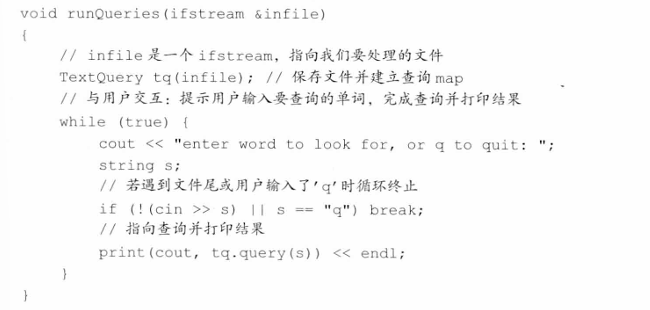 void runQueries(ifstream &infile)
{
    // infile 是一个 ifstream，指向我们要处理的文件
    TextQuery tq(infile); // 保存文件并建立查询 map
    // 与用户交互：提示用户输入要查询的单词，完成查询并打印结果
    while (true) {
        cout << "enter word to look for, or q to quit: ";
        string s;
        // 若遇到文件尾或用户输入了'q'时循环终止
        if (!(cin >> s) || s == "q") break;
        // 指向查询并打印结果
        print(cout, tq.query(s)) << endl;
    }
}